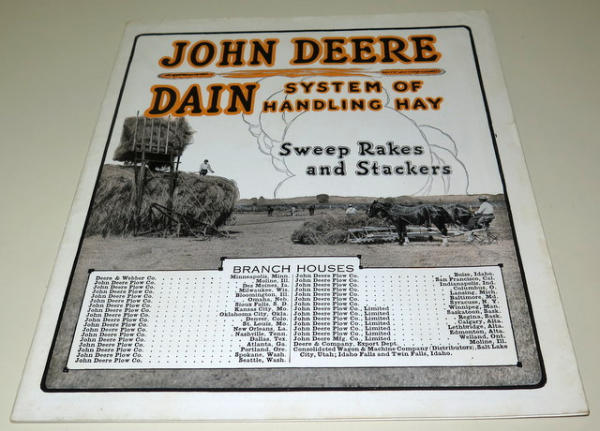 JOHN DEERE
DAIN SYSTEM OF
HANDLING HAY
Sweep Rakes
and Stackers
BRANCH HOUSES
Deere & Webber Co. Minneapolis, Minn.
John Deere Plow Co. Moline, Ill.
John Deere Plow Co. Des Moines, Ia.
John Deere Plow Co. Milwaukee, Wis.
John Deere Plow Co. Bloomington, Ill.
John Deere Plow Co. Omaha, Neb.
John Deere Plow Co. Sioux Falls, S. D.
John Deere Plow Co. Kansas City, Mo.
John Deere Plow Co. Oklahoma City, Okla.
John Deere Plow Co. Denver, Colo.
John Deere Plow Co. St. Louis, Mo.
John Deere Plow Co. New Orleans, La.
John Deere Plow Co. Nashville, Tenn.
John Deere Plow Co. Dallas, Tex.
John Deere Plow Co. Atlanta, Ga.
John Deere Plow Co. Portland, Ore.
John Deere Plow Co. Spokane, Wash.
John Deere Plow Co. Seattle, Wash.
John Deere Plow Co. Boise, Idaho.
John Deere Plow Co. San Francisco, Cal.
John Deere Plow Co. Indianapolis, Ind.
John Deere Plow Co. Columbus, O.
John Deere Plow Co. Lansing, Mich.
John Deere Plow Co. Baltimore, Md.
John Deere Plow Co. Syracuse, N. Y.
John Deere Plow Co., Limited Winnipeg, Man.
John Deere Plow Co., Limited Saskatoon, Sask.
John Deere Plow Co., Limited Regina, Sask.
John Deere Plow Co., Limited Calgary, Alta.
John Deere Plow Co., Limited Lethbridge, Alta.
John Deere Plow Co., Limited Edmonton, Alta.
John Deere Mfg. Co., Limited Welland, Ont.
Deere & Company, Export Dept. Moline, Ill.
Consolidated Wagon & Machine Company (Distributors), Salt Lake
City, Utah; Idaho Falls and Twin Falls, Idaho.